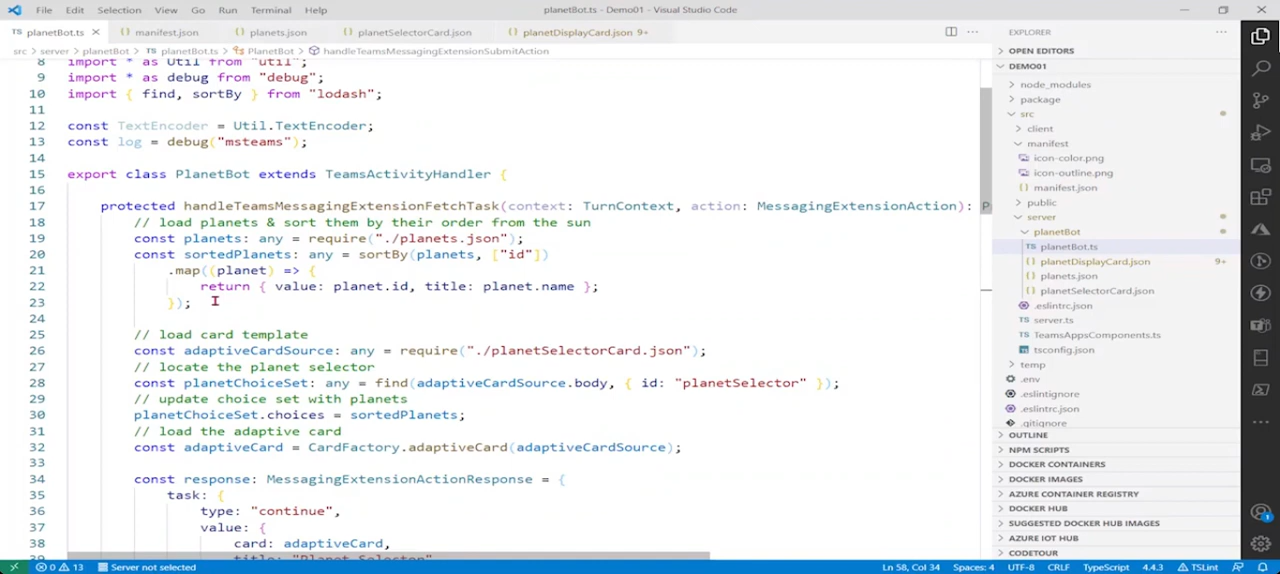 File Edit Selection View Go Run Terminal Help planetBot.ts - Demo01 - Visual Studio Code
TS planetBot.ts × {} manifest.json {} planets.json {} planetSelectorCard.json {} planetDisplayCard.json 9+ EXPLORER
src > server > planetBot > TS planetBot.ts > PlanetBot > handleTeamsMessagingExtensionSubmitAction
8 import * as Util from "util";
9 import * as debug from "debug";
10 import { find, sortBy } from "lodash";
11
12 const TextEncoder = Util.TextEncoder;
13 const log = debug("msteams");
14
15 export class PlanetBot extends TeamsActivityHandler {
16
17 protected handleTeamsMessagingExtensionFetchTask(context: TurnContext, action: MessagingExtensionAction): P
18 // load planets & sort them by their order from the sun
19 const planets: any = require("./planets.json");
20 const sortedPlanets: any = sortBy(planets, ["id"])
21 .map((planet) => {
22 return { value: planet.id, title: planet.name };
23 });
24
25 // load card template
26 const adaptiveCardSource: any = require("./planetSelectorCard.json");
27 // locate the planet selector
28 const planetChoiceSet: any = find(adaptiveCardSource.body, { id: "planetSelector" });
29 // update choice set with planets
30 planetChoiceSet.choices = sortedPlanets;
31 // load the adaptive card
32 const adaptiveCard = CardFactory.adaptiveCard(adaptiveCardSource);
33
34 const response: MessagingExtensionActionResponse = {
35 task: {
36 type: "continue",
37 value: {
38 card: adaptiveCard,
39 title: "Planet Selector"
OPEN EDITORS
DEMO01
node_modules
package
src
client
manifest
icon-color.png
icon-outline.png
{} manifest.json
public
server
planetBot
TS planetBot.ts
{} planetDisplayCard.json 9+
{} planets.json
{} planetSelectorCard.json
.eslintrc.json
TS server.ts
TS TeamsAppsComponents.ts
tsconfig.json
temp
.env
.eslintignore
.eslintrc.json
.gitignore
OUTLINE
NPM SCRIPTS
DOCKER CONTAINERS
DOCKER IMAGES
AZURE CONTAINER REGISTRY
DOCKER HUB
SUGGESTED DOCKER HUB IMAGES
AZURE IOT HUB
CODETOUR
0 13 Server not selected Ln 58, Col 34 Spaces: 4 UTF-8 CRLF TypeScript 4.4.3 TSLint
1